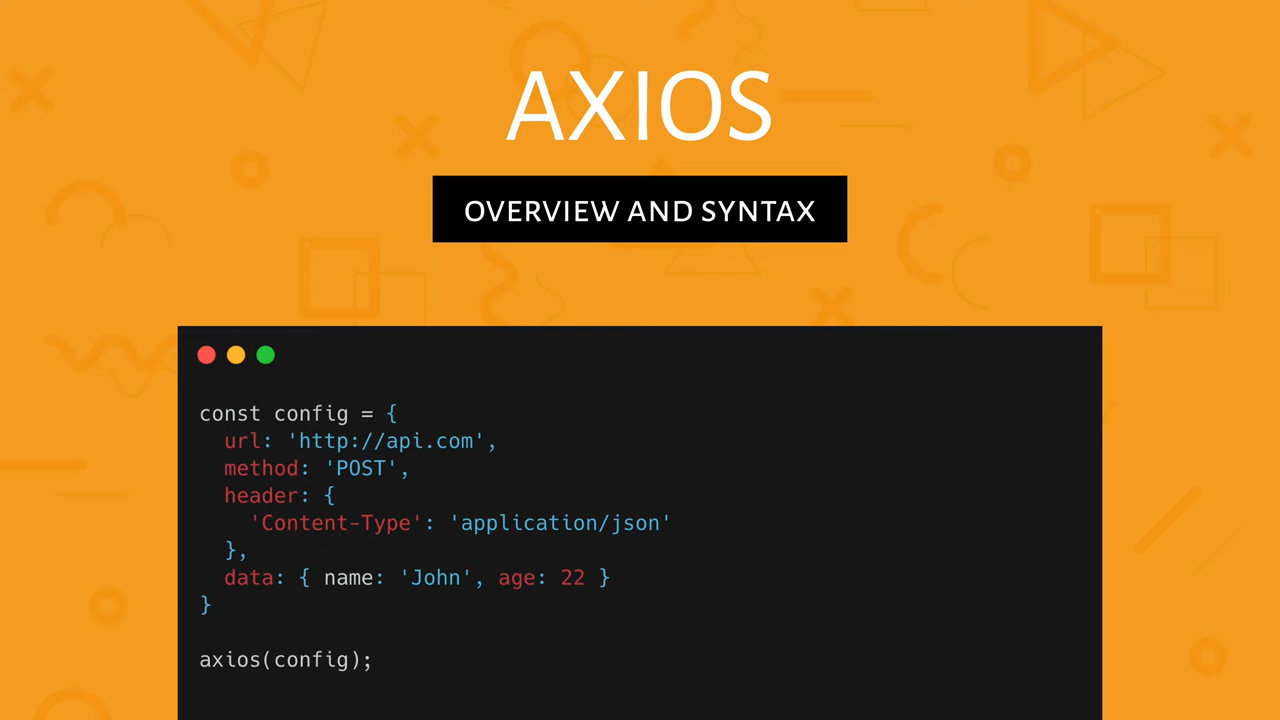 AXIOS
OVERVIEW AND SYNTAX
const config = {
  url: 'http://api.com',
  method: 'POST',
  header: {
    'Content-Type': 'application/json'
  },
  data: { name: 'John', age: 22 }
}
axios(config);